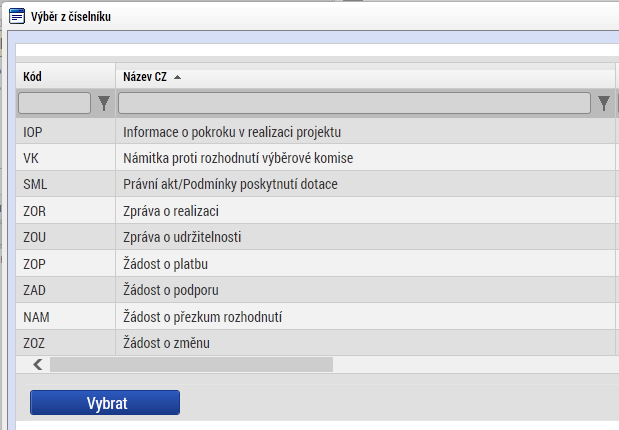 Výběr z číselníku
Kód Název CZ
IOP Informace o pokroku v realizaci projektu
VK Námitka proti rozhodnutí výběrové komise
SML Právní akt/Podmínky poskytnutí dotace
ZOR Zpráva o realizaci
ZOU Zpráva o udržitelnosti
ZOP Žádost o platbu
ZAD Žádost o podporu
NAM Žádost o přezkum rozhodnutí
ZOZ Žádost o změnu
Vybrat